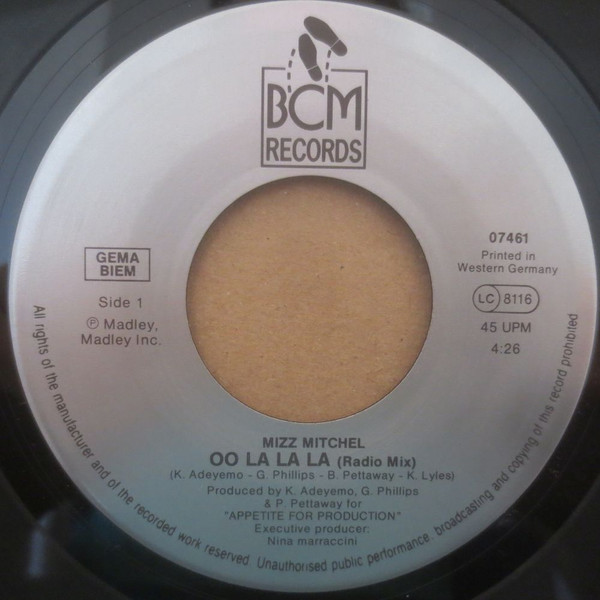 BCM
RECORDS
GEMA
BIEM
Side 1
Ⓟ Madley,
Madley Inc.
07461
Printed in
Western Germany
LC 8116
45 UPM
4:26
MIZZ MITCHEL
OO LA LA LA (Radio Mix)
(K. Adeyemo - G. Phillips - B. Pettaway - K. Lyles)
Produced by K. Adeyemo, G. Phillips
& P. Pettaway for
"APPETITE FOR PRODUCTION"
Executive producer:
Nina marraccini
All rights of the manufacturer and of the recorded work reserved. Unauthorised public performance, broadcasting and copying of this record prohibited